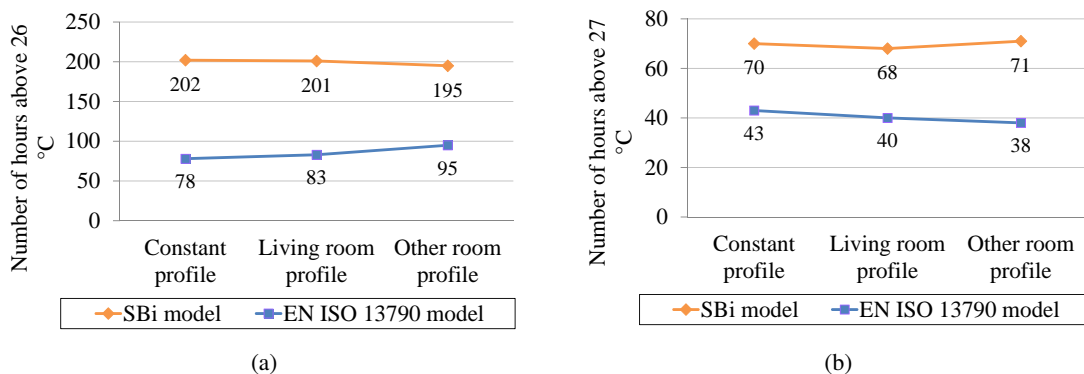 Number of hours above 26 °C
250
200
150
100
50
0
202
201
195
78
83
95
Constant profile
Living room profile
Other room profile
SBi model
EN ISO 13790 model
(a)
Number of hours above 27 °C
80
60
40
20
0
70
68
71
43
40
38
Constant profile
Living room profile
Other room profile
SBi model
EN ISO 13790 model
(b)